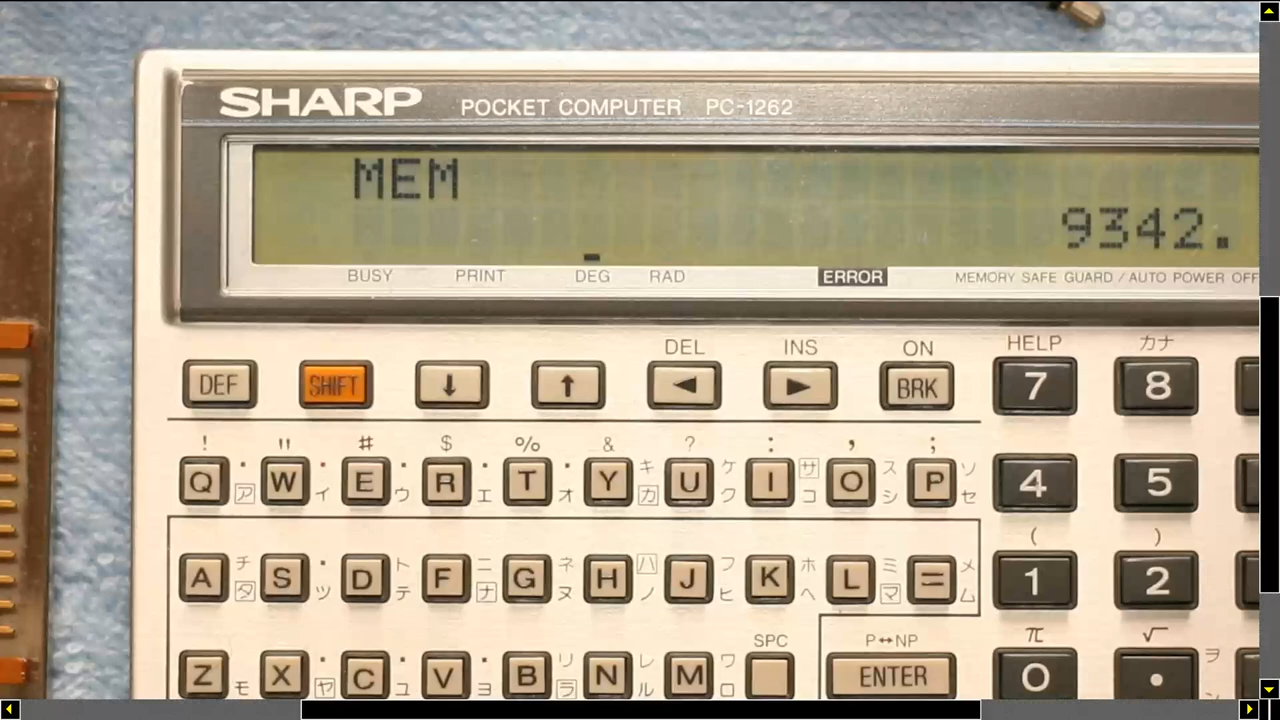 SHARP POCKET COMPUTER PC-1262
MEM
9342.
BUSY PRINT DEG RAD ERROR MEMORY SAFE GUARD / AUTO POWER OFF
DEL INS ON HELP カナ
DEF SHIFT ↓ ↑ ◄ ► BRK 7 8
! " # $ % & ? : , ;
Q ア W イ E ウ R エ T オ Y キ カ U ケ ク I サ コ O ス シ P ソ セ 4 5
( )
A チ タ S ツ D ト テ F ニ ナ G ネ ヌ H ハ ノ J フ ヒ K ホ ヘ L ミ マ = メ ム 1 2
SPC P↔NP π √
Z モ X ヤ C ユ V ヨ B リ ラ N レ ル M ワ ロ ENTER 0 . ヲ ン